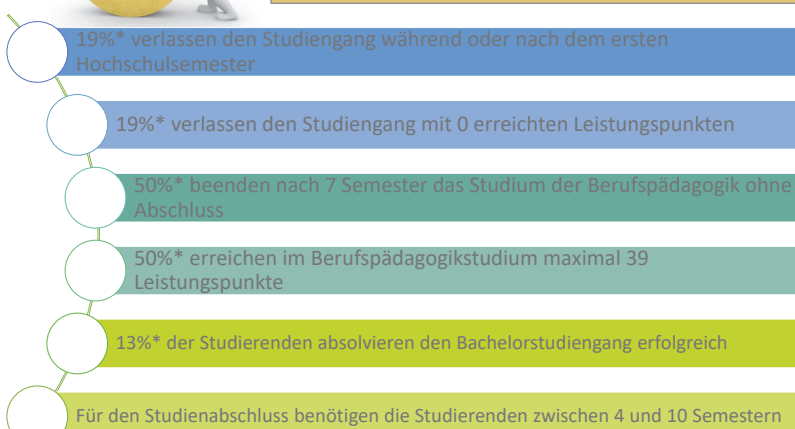 19%* verlassen den Studiengang während oder nach dem ersten
Hochschulsemester
19%* verlassen den Studiengang mit 0 erreichten Leistungspunkten
50%* beenden nach 7 Semester das Studium der Berufspädagogik ohne
Abschluss
50%* erreichen im Berufspädagogikstudium maximal 39
Leistungspunkte
13%* der Studierenden absolvieren den Bachelorstudiengang erfolgreich
Für den Studienabschluss benötigen die Studierenden zwischen 4 und 10 Semestern